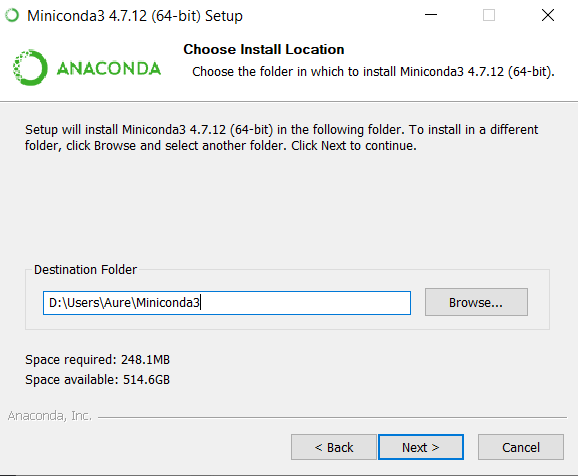 Miniconda3 4.7.12 (64-bit) Setup
Choose Install Location
ANACONDA
Choose the folder in which to install Miniconda3 4.7.12 (64-bit).
Setup will install Miniconda3 4.7.12 (64-bit) in the following folder. To install in a different
folder, click Browse and select another folder. Click Next to continue.
Destination Folder
D:\Users\Aure\Miniconda3
Browse...
Space required: 248.1MB
Space available: 514.6GB
Anaconda, Inc.
< Back
Next >
Cancel